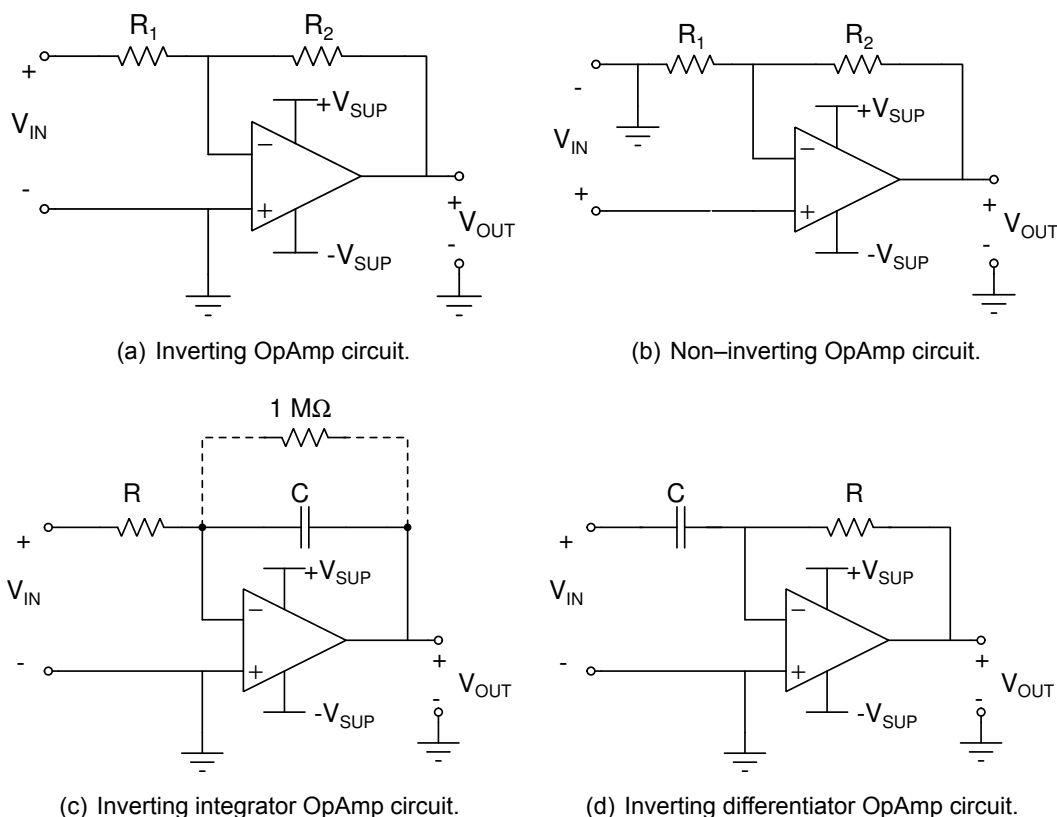 R1
R2
+
VIN
-
−
+
+VSUP
-VSUP
+
VOUT
-
(a) Inverting OpAmp circuit.
R1
R2
-
VIN
+
−
+
+VSUP
-VSUP
+
VOUT
-
(b) Non–inverting OpAmp circuit.
1 MΩ
R
C
+
VIN
-
−
+
+VSUP
-VSUP
+
VOUT
-
(c) Inverting integrator OpAmp circuit.
C
R
+
VIN
-
−
+
+VSUP
-VSUP
+
VOUT
-
(d) Inverting differentiator OpAmp circuit.